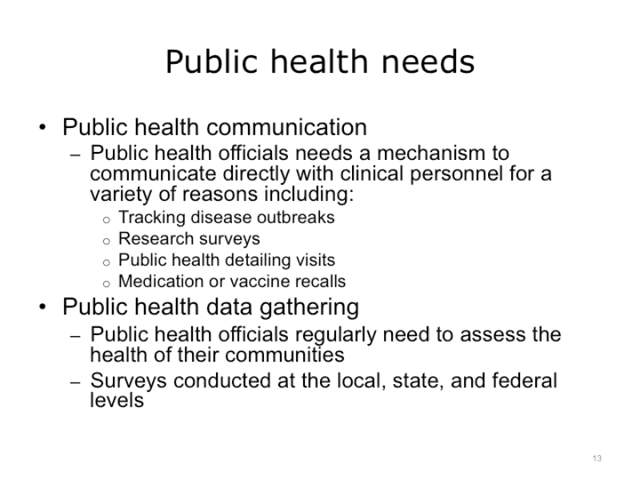 Public health needs
• Public health communication
– Public health officials needs a mechanism to
communicate directly with clinical personnel for a
variety of reasons including:
o Tracking disease outbreaks
o Research surveys
o Public health detailing visits
o Medication or vaccine recalls
• Public health data gathering
– Public health officials regularly need to assess the
health of their communities
– Surveys conducted at the local, state, and federal
levels
13